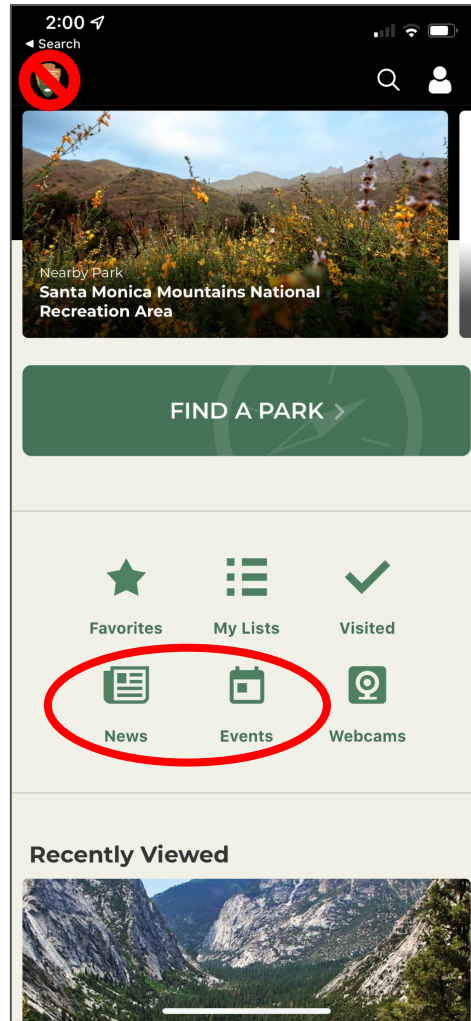 2:00
◄ Search
Nearby Park
Santa Monica Mountains National
Recreation Area
FIND A PARK >
Favorites
My Lists
Visited
News
Events
Webcams
Recently Viewed